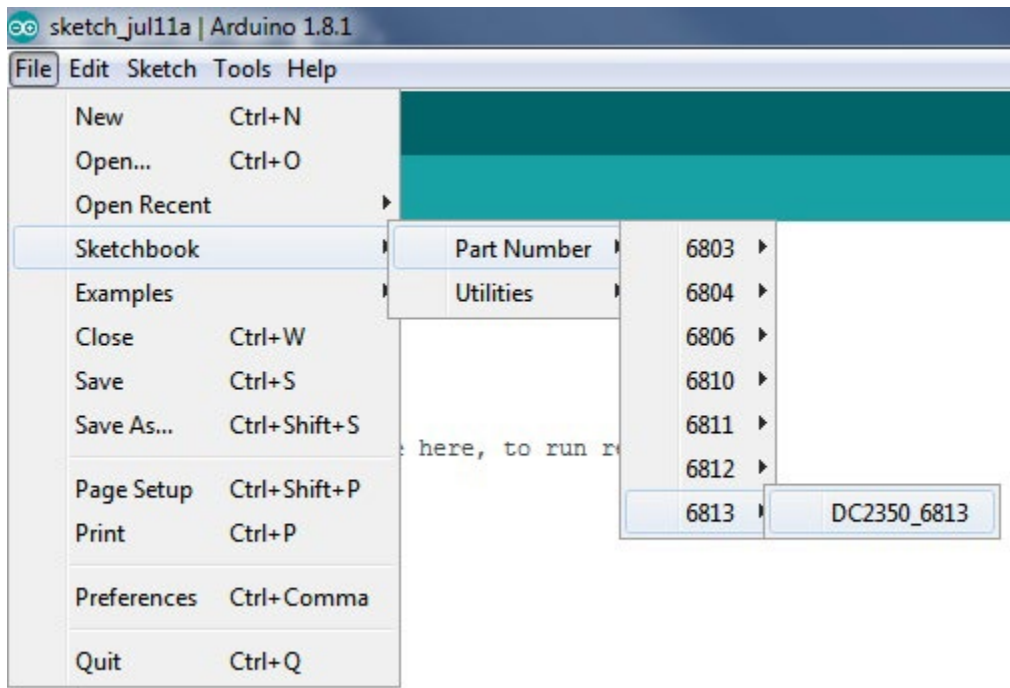 sketch_jul11a | Arduino 1.8.1
File Edit Sketch Tools Help
New Ctrl+N
Open... Ctrl+O
Open Recent
Sketchbook
Examples
Close Ctrl+W
Save Ctrl+S
Save As... Ctrl+Shift+S
Page Setup Ctrl+Shift+P
Print Ctrl+P
Preferences Ctrl+Comma
Quit Ctrl+Q
Part Number
Utilities
6803
6804
6806
6810
6811
6812
6813
DC2350_6813
here, to run